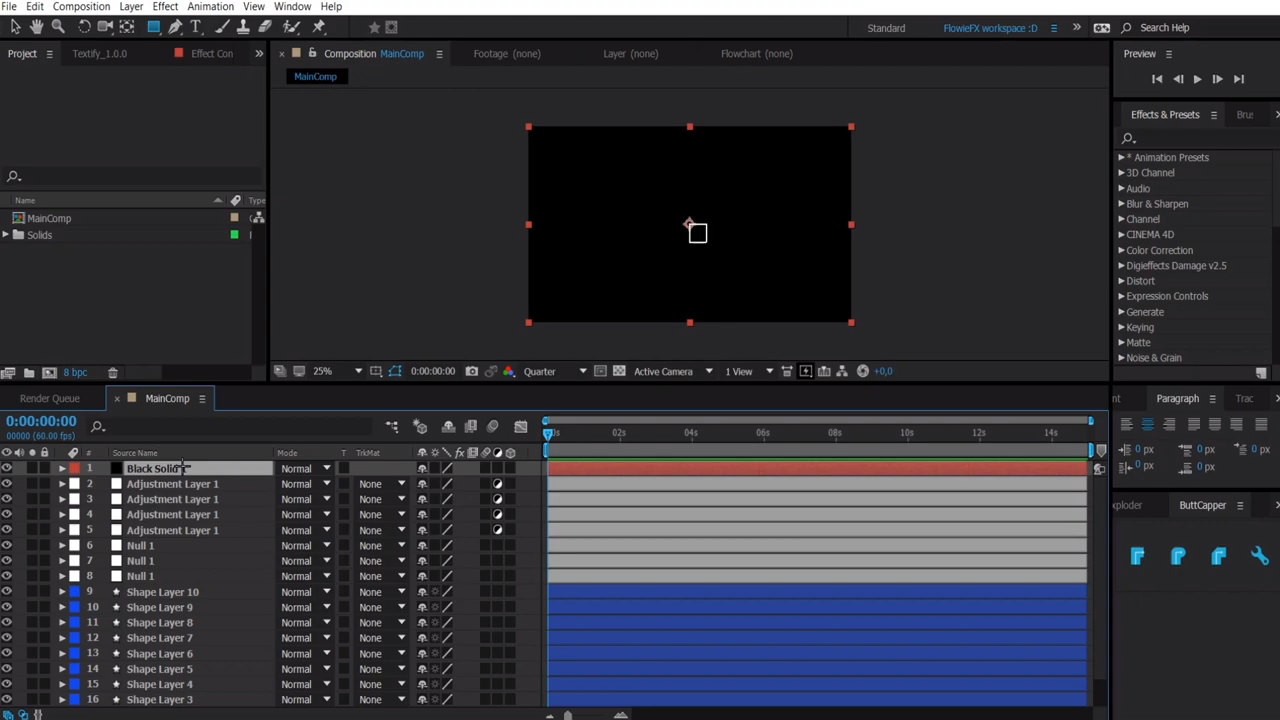 File Edit Composition Layer Effect Animation View Window Help
Standard FlowieFX workspace :D Search Help
Project Textify_1.0.0 Effect Con Composition MainComp Footage (none) Layer (none) Flowchart (none) Preview
MainComp
Effects & Presets Bru
* Animation Presets
3D Channel
Audio
Blur & Sharpen
Channel
CINEMA 4D
Color Correction
Digieffects Damage v2.5
Distort
Expression Controls
Generate
Keying
Matte
Noise & Grain
Name Type
MainComp
Solids
8 bpc 25% 0:00:00:00 Quarter Active Camera 1 View +0,0
Render Queue MainComp Paragraph Trac
0:00:00:00
00000 (60.00 fps)
02s 04s 06s 08s 10s 12s 14s
0 px 0 px 0 px
0 px 0 px
# Source Name Mode T TrkMat
1 Black Solid Normal
2 Adjustment Layer 1 Normal None
3 Adjustment Layer 1 Normal None
4 Adjustment Layer 1 Normal None
5 Adjustment Layer 1 Normal None
6 Null 1 Normal None
7 Null 1 Normal None
8 Null 1 Normal None
9 Shape Layer 10 Normal None
10 Shape Layer 9 Normal None
11 Shape Layer 8 Normal None
12 Shape Layer 7 Normal None
13 Shape Layer 6 Normal None
14 Shape Layer 5 Normal None
15 Shape Layer 4 Normal None
16 Shape Layer 3 Normal None
xploder ButtCapper